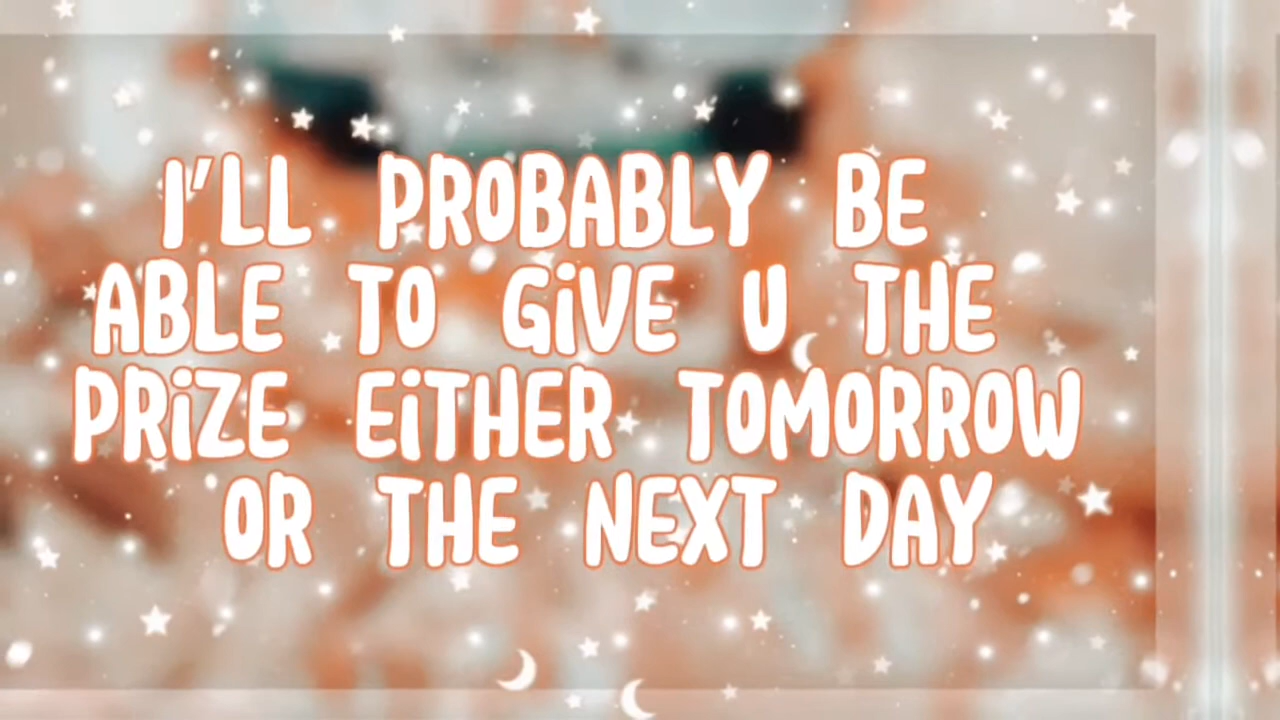 I'LL PROBABLY BE
ABLE TO GiVE U THE
PRiZE EiTHER TOMORROW
OR THE NEXT DAY